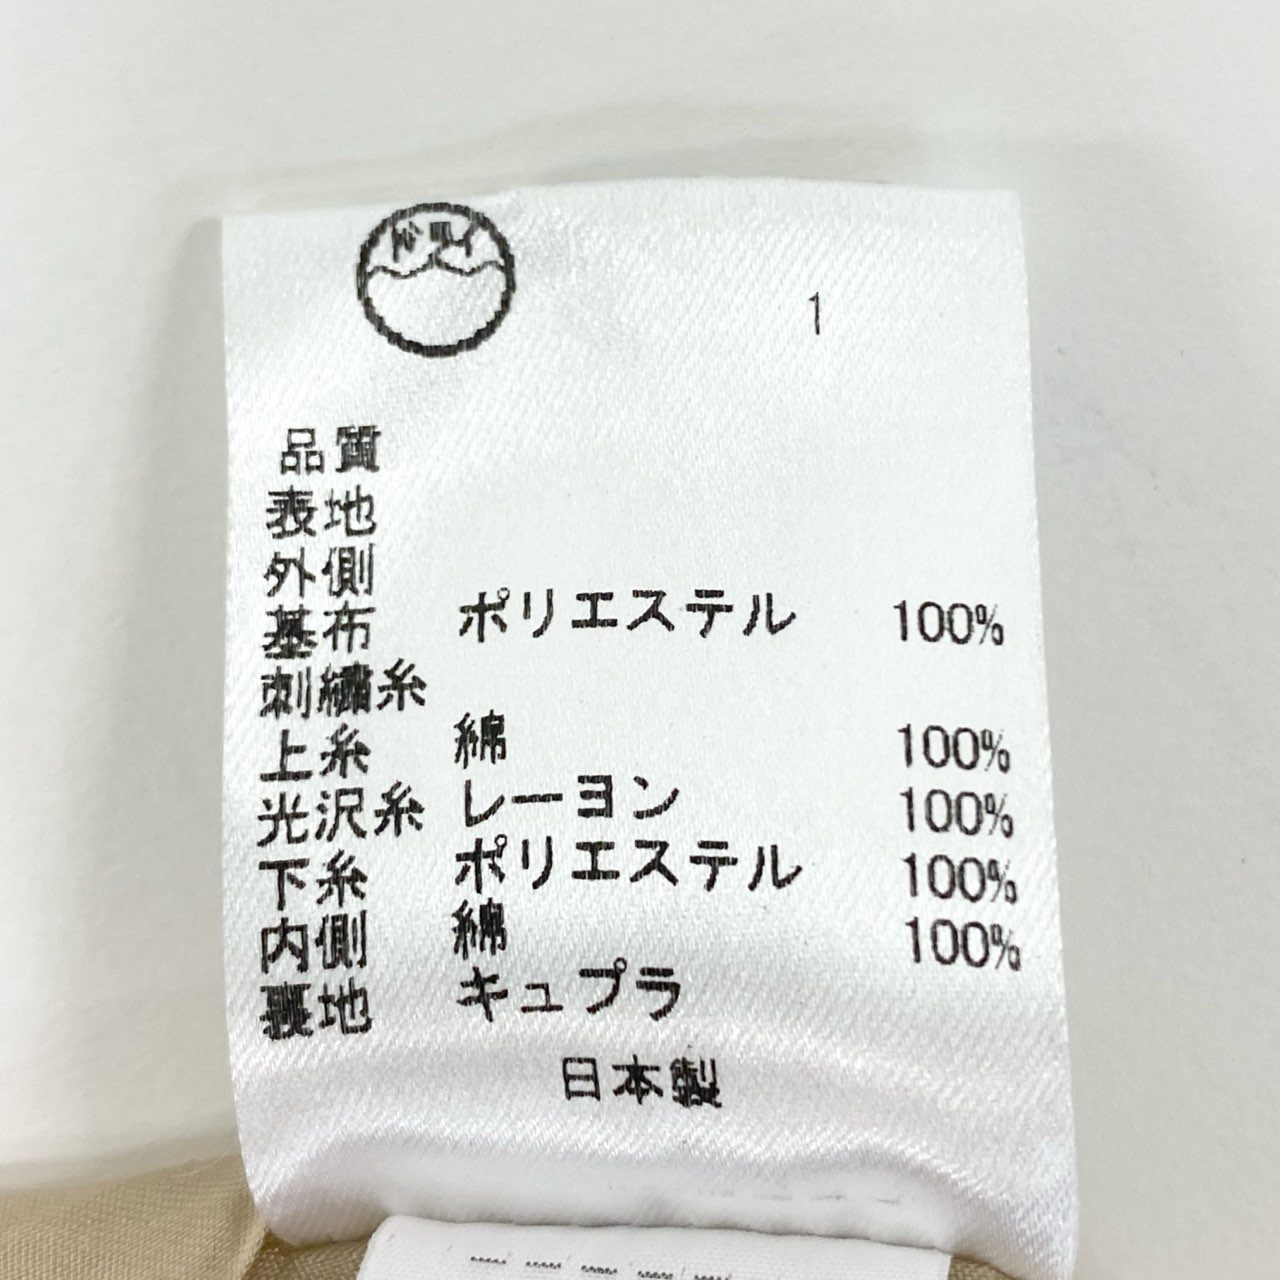 ドライ
1
品質
表地
外側
基布 ポリエステル 100%
刺繍糸
上糸 綿 100%
光沢糸 レーヨン 100%
下糸 ポリエステル 100%
内側 綿 100%
裏地 キュプラ
日本製